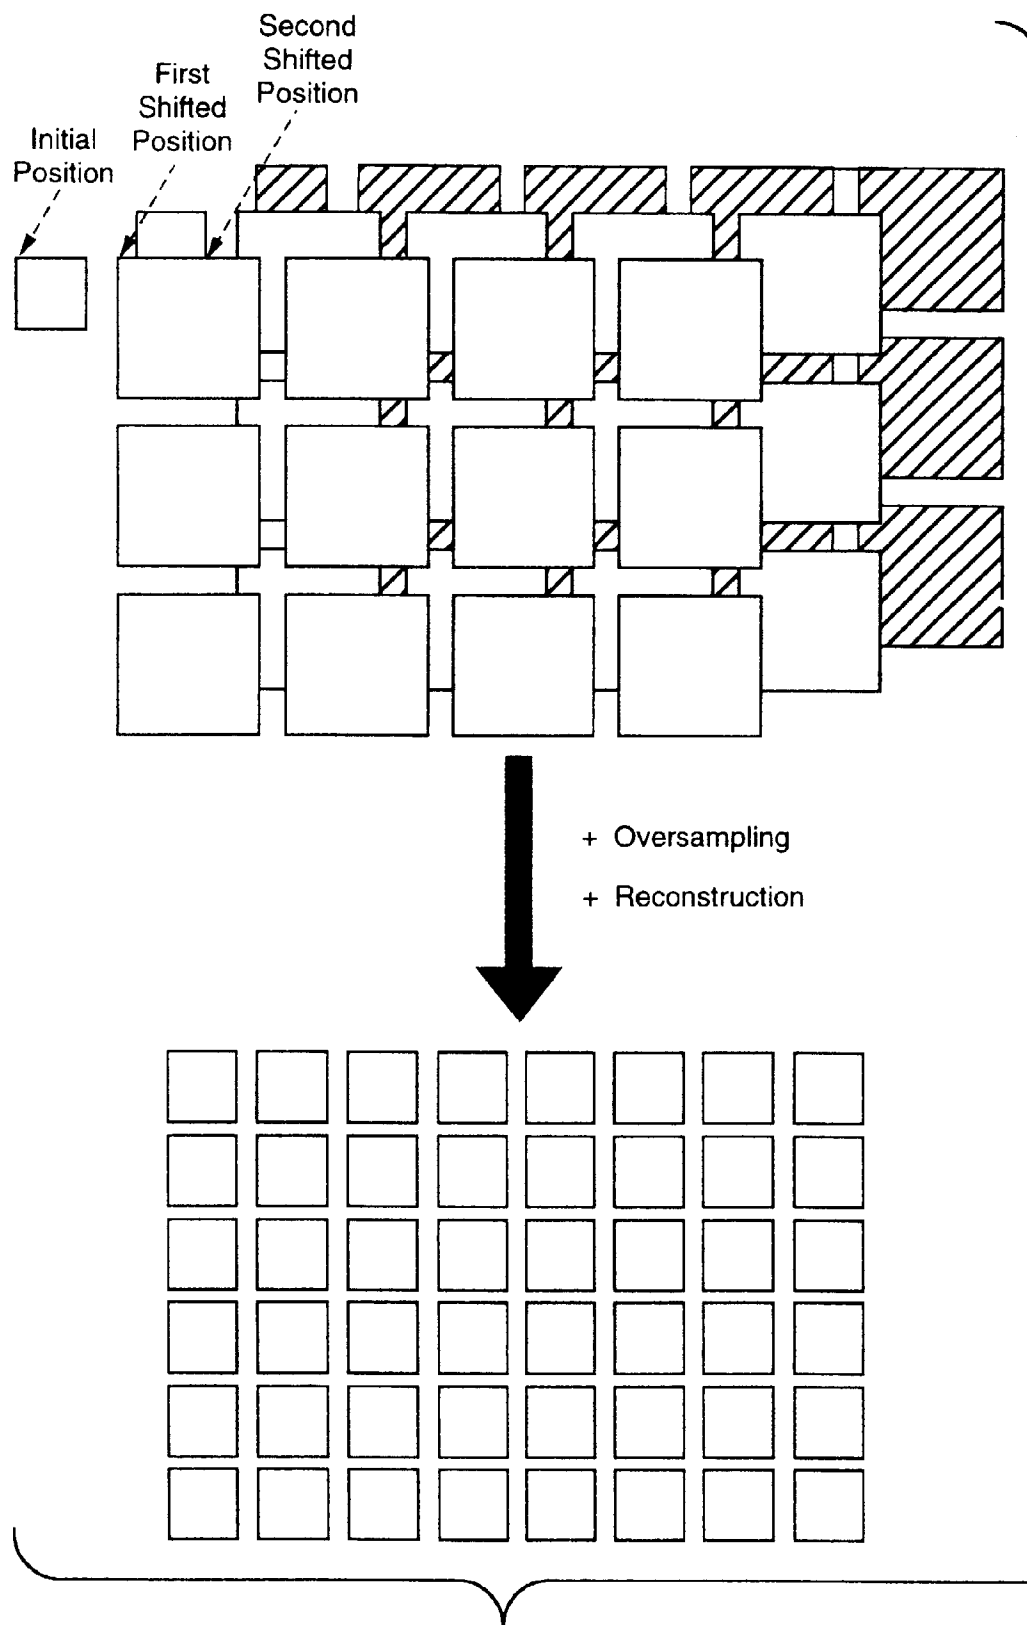 Second
Shifted
Position
First
Shifted
Position
Initial
Position
+ Oversampling
+ Reconstruction